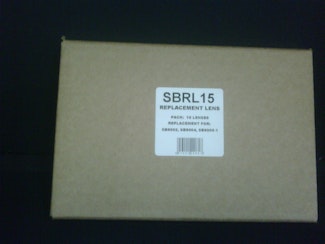 SBRL15
REPLACEMENT LENS
PACK: 10 LENSES
REPLACEMENT FOR: